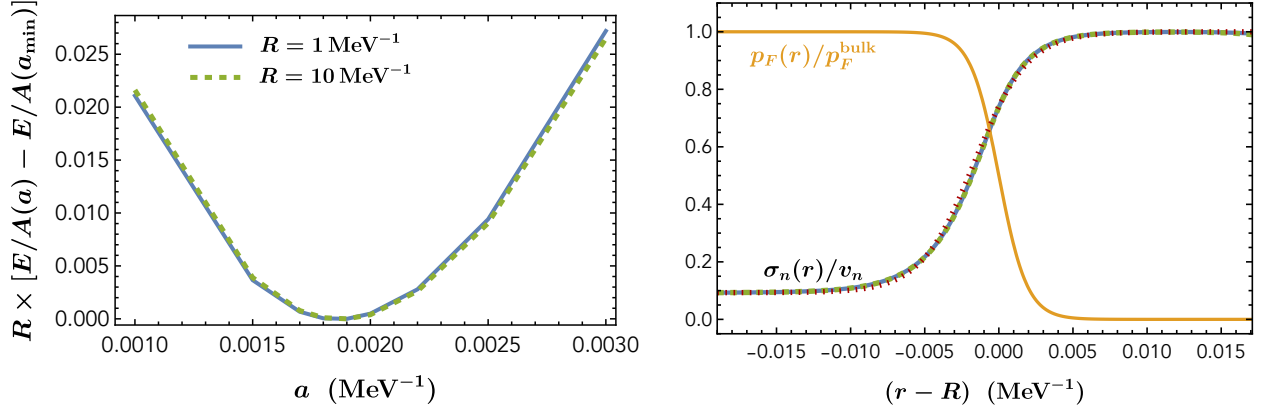 R × [E/A(a) − E/A(a_min)]
0.025
0.020
0.015
0.010
0.005
0.000
R = 1 MeV⁻¹
R = 10 MeV⁻¹
0.0010 0.0015 0.0020 0.0025 0.0030
a (MeV⁻¹)
1.0
0.8
0.6
0.4
0.2
0.0
p_F(r)/p_F^bulk
σ_n(r)/v_n
−0.015 −0.010 −0.005 0.000 0.005 0.010 0.015
(r − R) (MeV⁻¹)